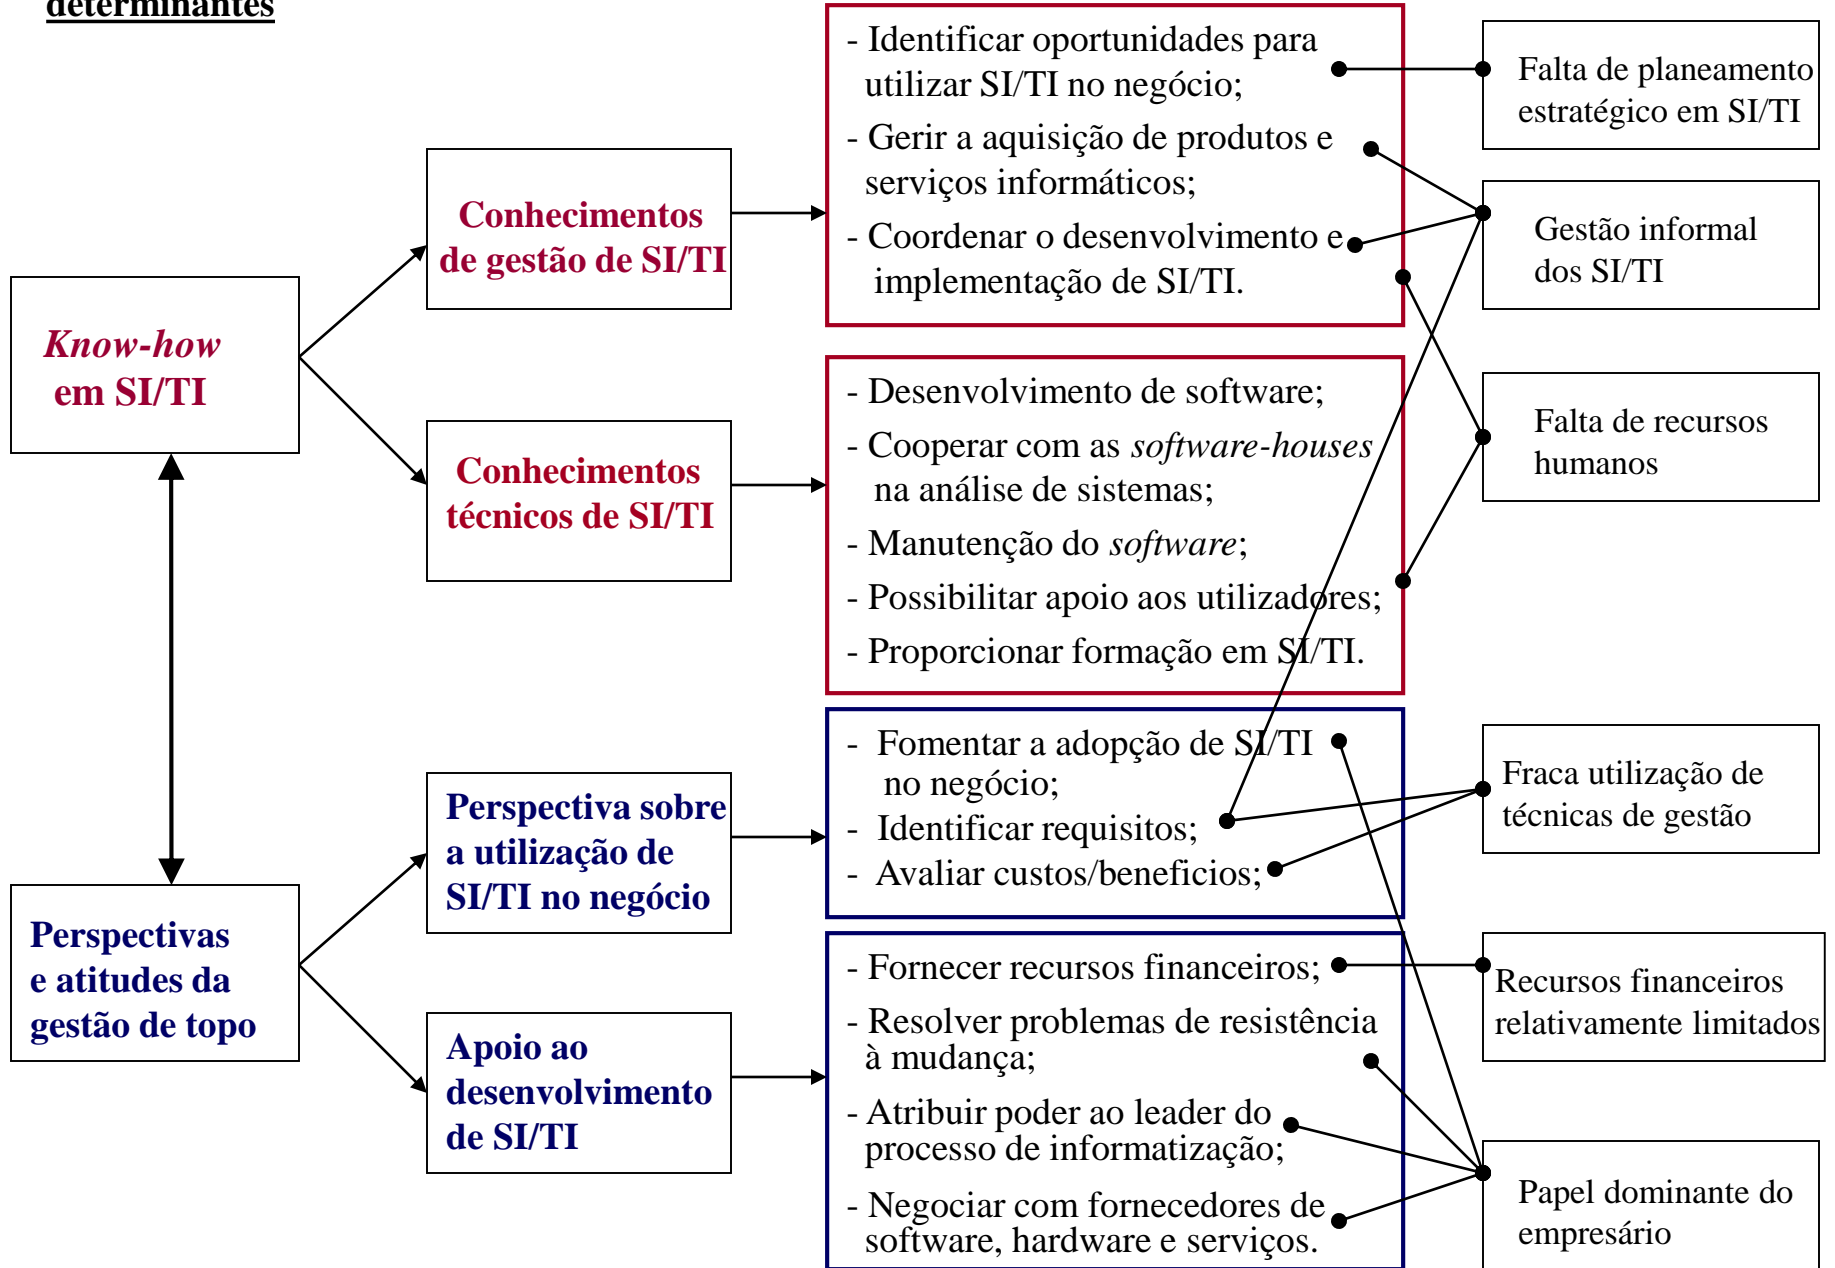 determinantes
Know-how
em SI/TI
Perspectivas
e atitudes da
gestão de topo
Conhecimentos
de gestão de SI/TI
Conhecimentos
técnicos de SI/TI
Perspectiva sobre
a utilização de
SI/TI no negócio
Apoio ao
desenvolvimento
de SI/TI
- Identificar oportunidades para
utilizar SI/TI no negócio;
- Gerir a aquisição de produtos e
serviços informáticos;
- Coordenar o desenvolvimento e
implementação de SI/TI.
- Desenvolvimento de software;
- Cooperar com as software-houses
na análise de sistemas;
- Manutenção do software;
- Possibilitar apoio aos utilizadores;
- Proporcionar formação em SI/TI.
- Fomentar a adopção de SI/TI
no negócio;
- Identificar requisitos;
- Avaliar custos/beneficios;
- Fornecer recursos financeiros;
- Resolver problemas de resistência
à mudança;
- Atribuir poder ao leader do
processo de informatização;
- Negociar com fornecedores de
software, hardware e serviços.
Falta de planeamento
estratégico em SI/TI
Gestão informal
dos SI/TI
Falta de recursos
humanos
Fraca utilização de
técnicas de gestão
Recursos financeiros
relativamente limitados
Papel dominante do
empresário